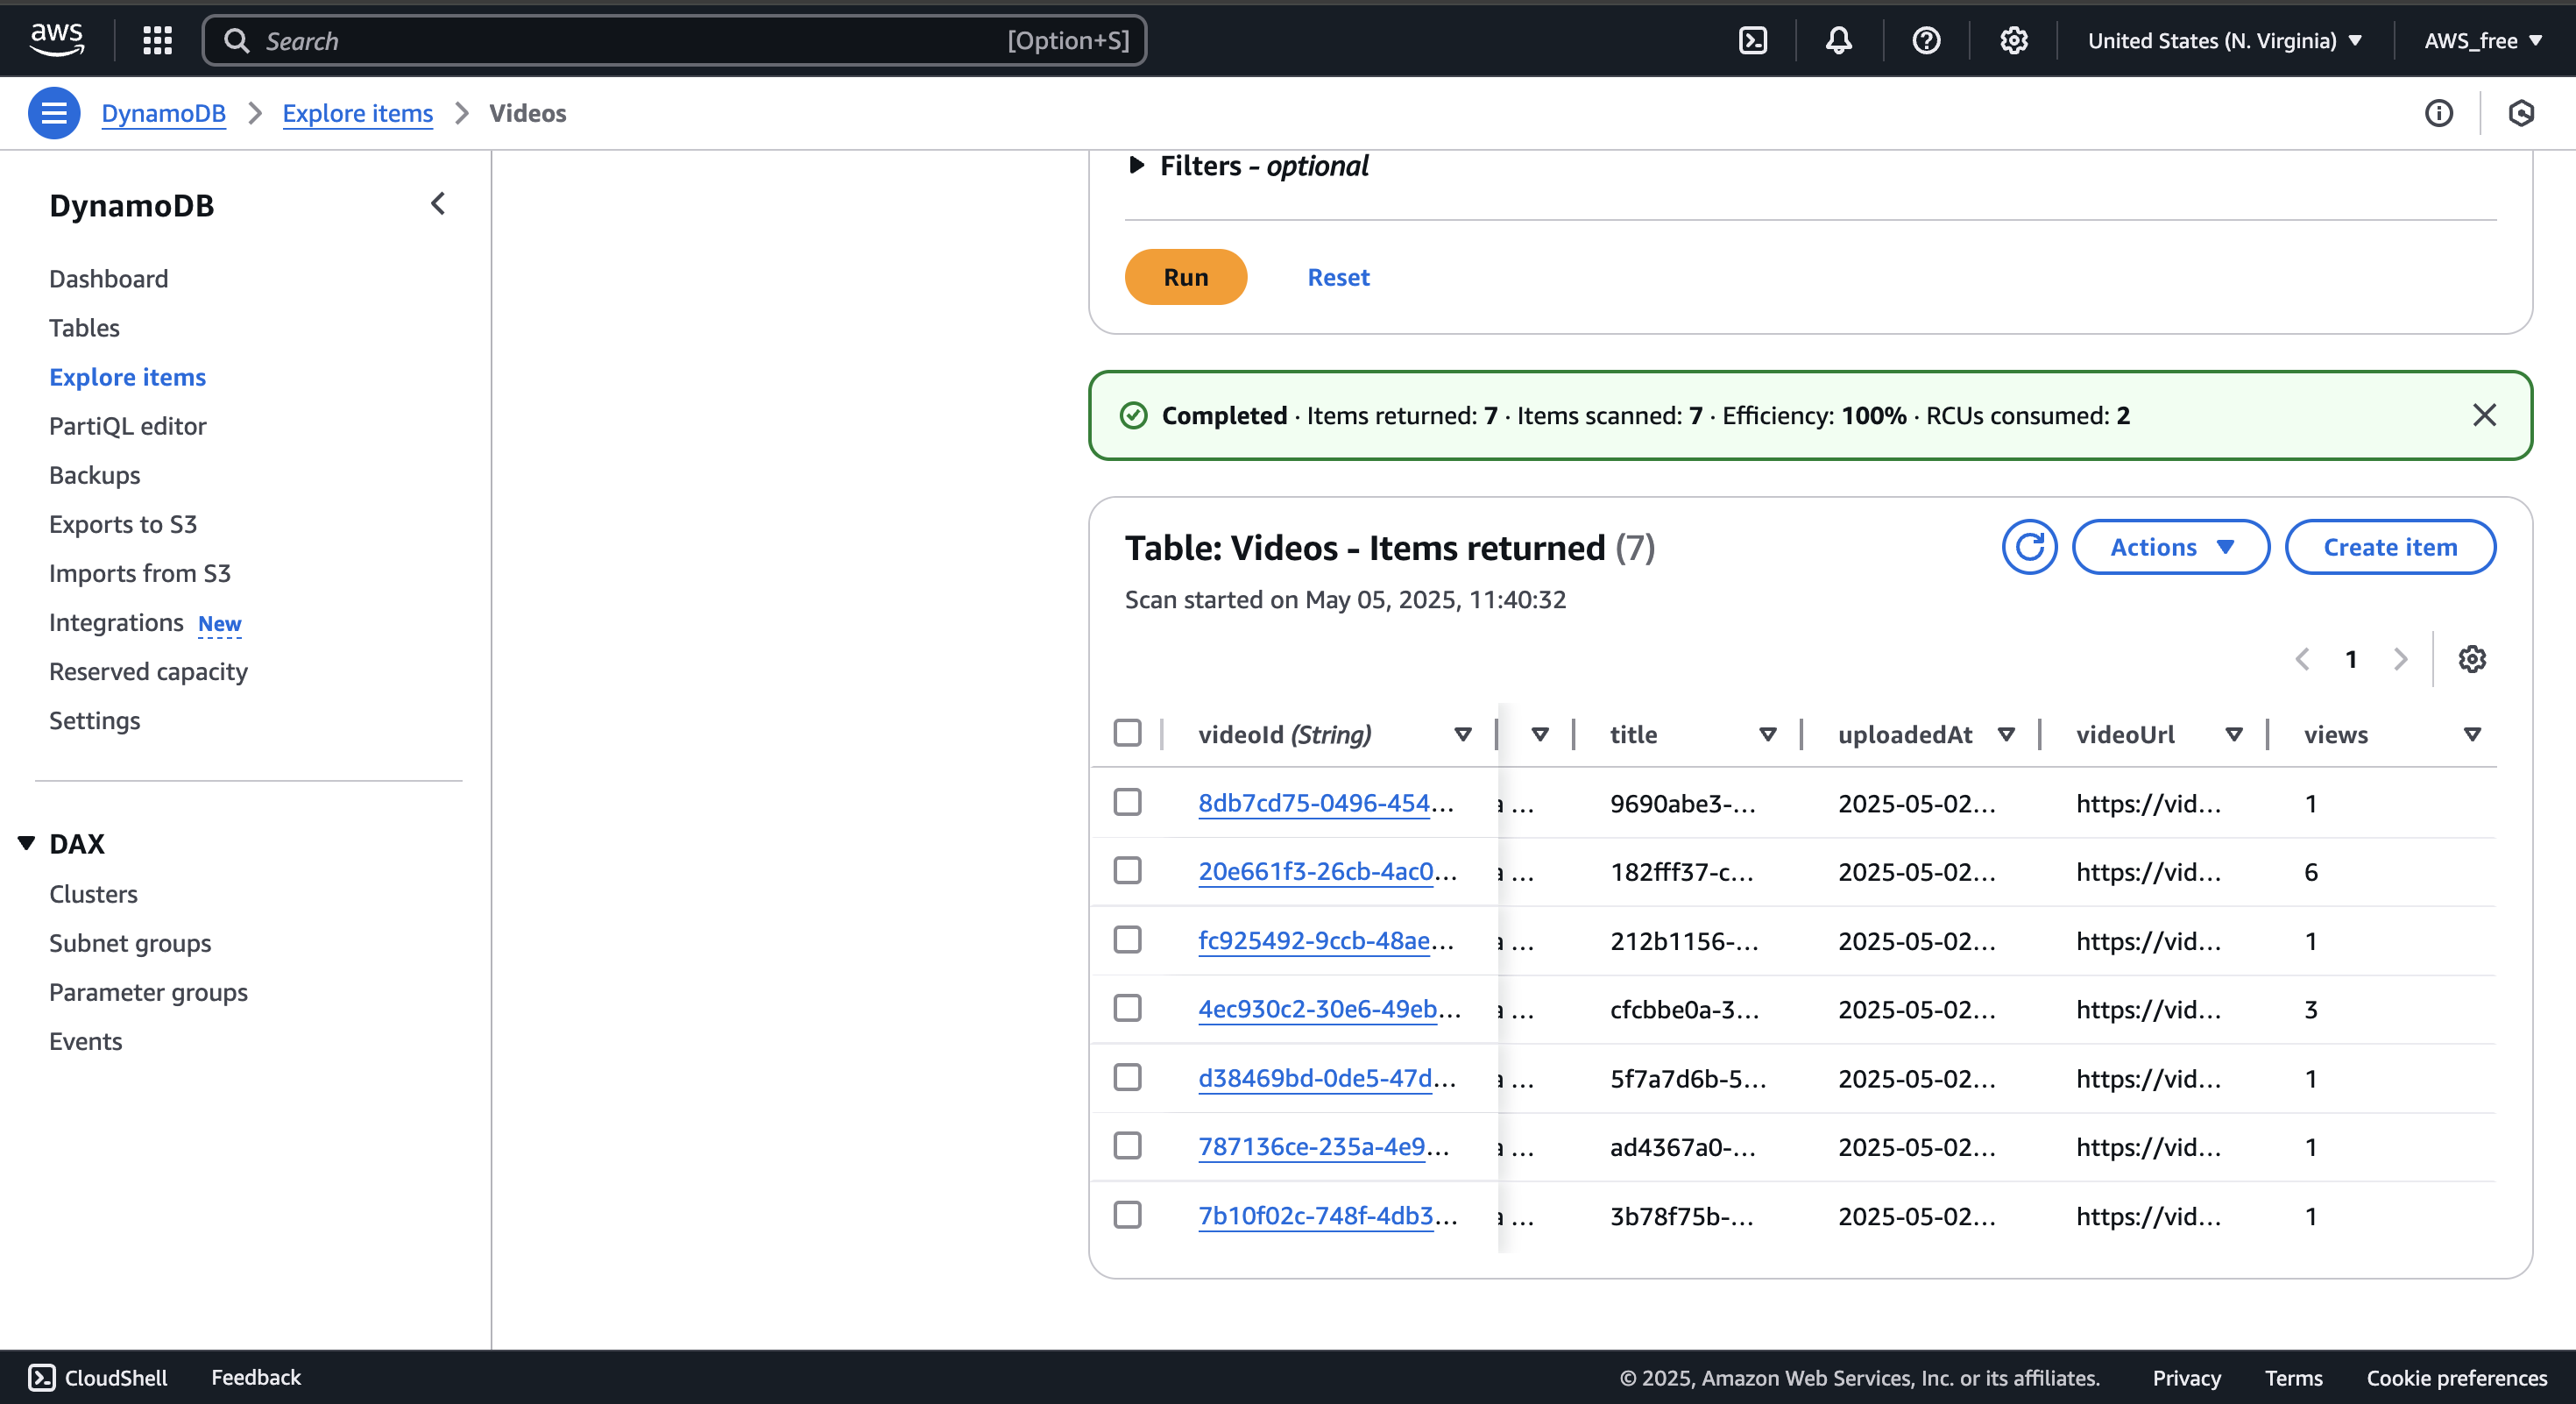 aws Search [Option+S] United States (N. Virginia) AWS_free
DynamoDB Explore items Videos
DynamoDB
Dashboard
Tables
Explore items
PartiQL editor
Backups
Exports to S3
Imports from S3
Integrations New
Reserved capacity
Settings
DAX
Clusters
Subnet groups
Parameter groups
Events
Filters - optional
Run Reset
Completed · Items returned: 7 · Items scanned: 7 · Efficiency: 100% · RCUs consumed: 2
Table: Videos - Items returned (7)
Actions Create item
Scan started on May 05, 2025, 11:40:32
1
videoId (String) title uploadedAt videoUrl views
8db7cd75-0496-454... ... 9690abe3-... 2025-05-02... https://vid... 1
20e661f3-26cb-4ac0... ... 182fff37-c... 2025-05-02... https://vid... 6
fc925492-9ccb-48ae... ... 212b1156-... 2025-05-02... https://vid... 1
4ec930c2-30e6-49eb... ... cfcbbe0a-3... 2025-05-02... https://vid... 3
d38469bd-0de5-47d... ... 5f7a7d6b-5... 2025-05-02... https://vid... 1
787136ce-235a-4e9... ... ad4367a0-... 2025-05-02... https://vid... 1
7b10f02c-748f-4db3... ... 3b78f75b-... 2025-05-02... https://vid... 1
CloudShell Feedback © 2025, Amazon Web Services, Inc. or its affiliates. Privacy Terms Cookie preferences